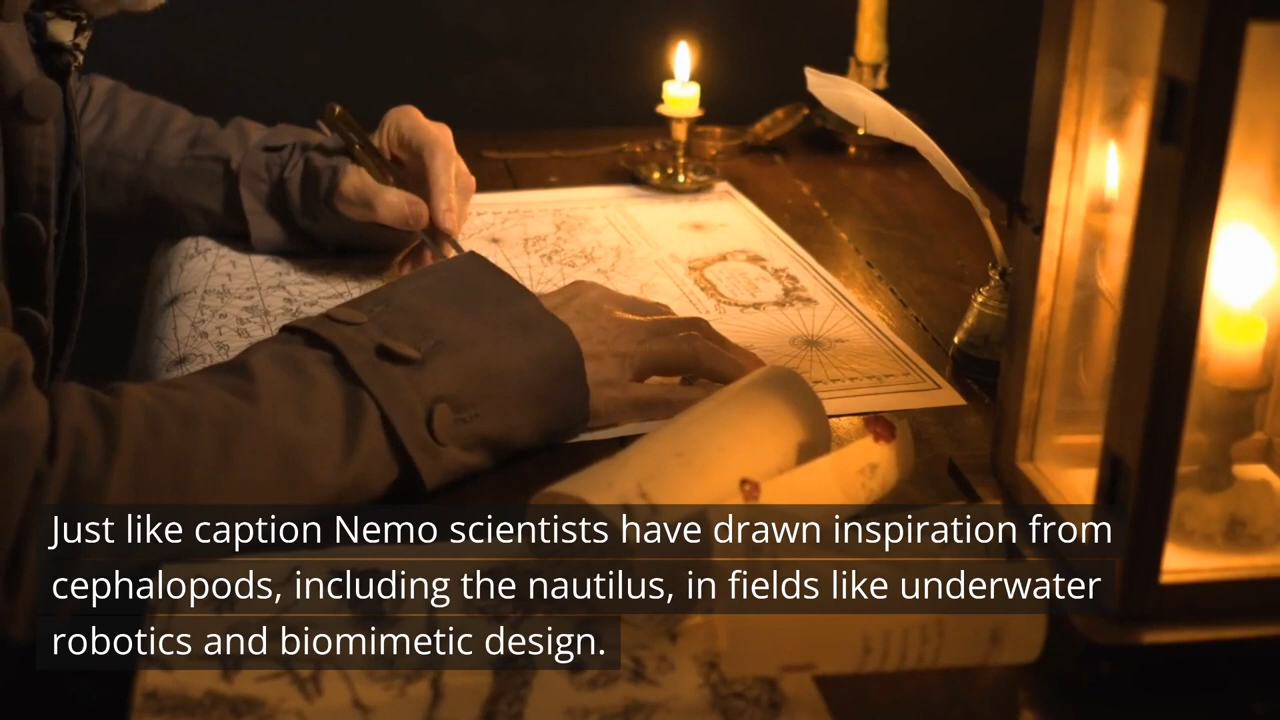 Just like caption Nemo scientists have drawn inspiration from
cephalopods, including the nautilus, in fields like underwater
robotics and biomimetic design.